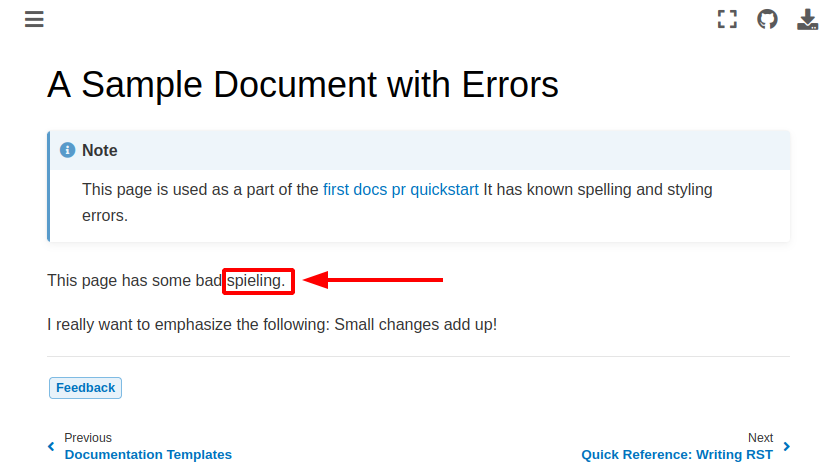 A Sample Document with Errors
Note
This page is used as a part of the first docs pr quickstart It has known spelling and styling
errors.
This page has some bad spieling.
I really want to emphasize the following: Small changes add up!
Feedback
Previous
Documentation Templates
Next
Quick Reference: Writing RST